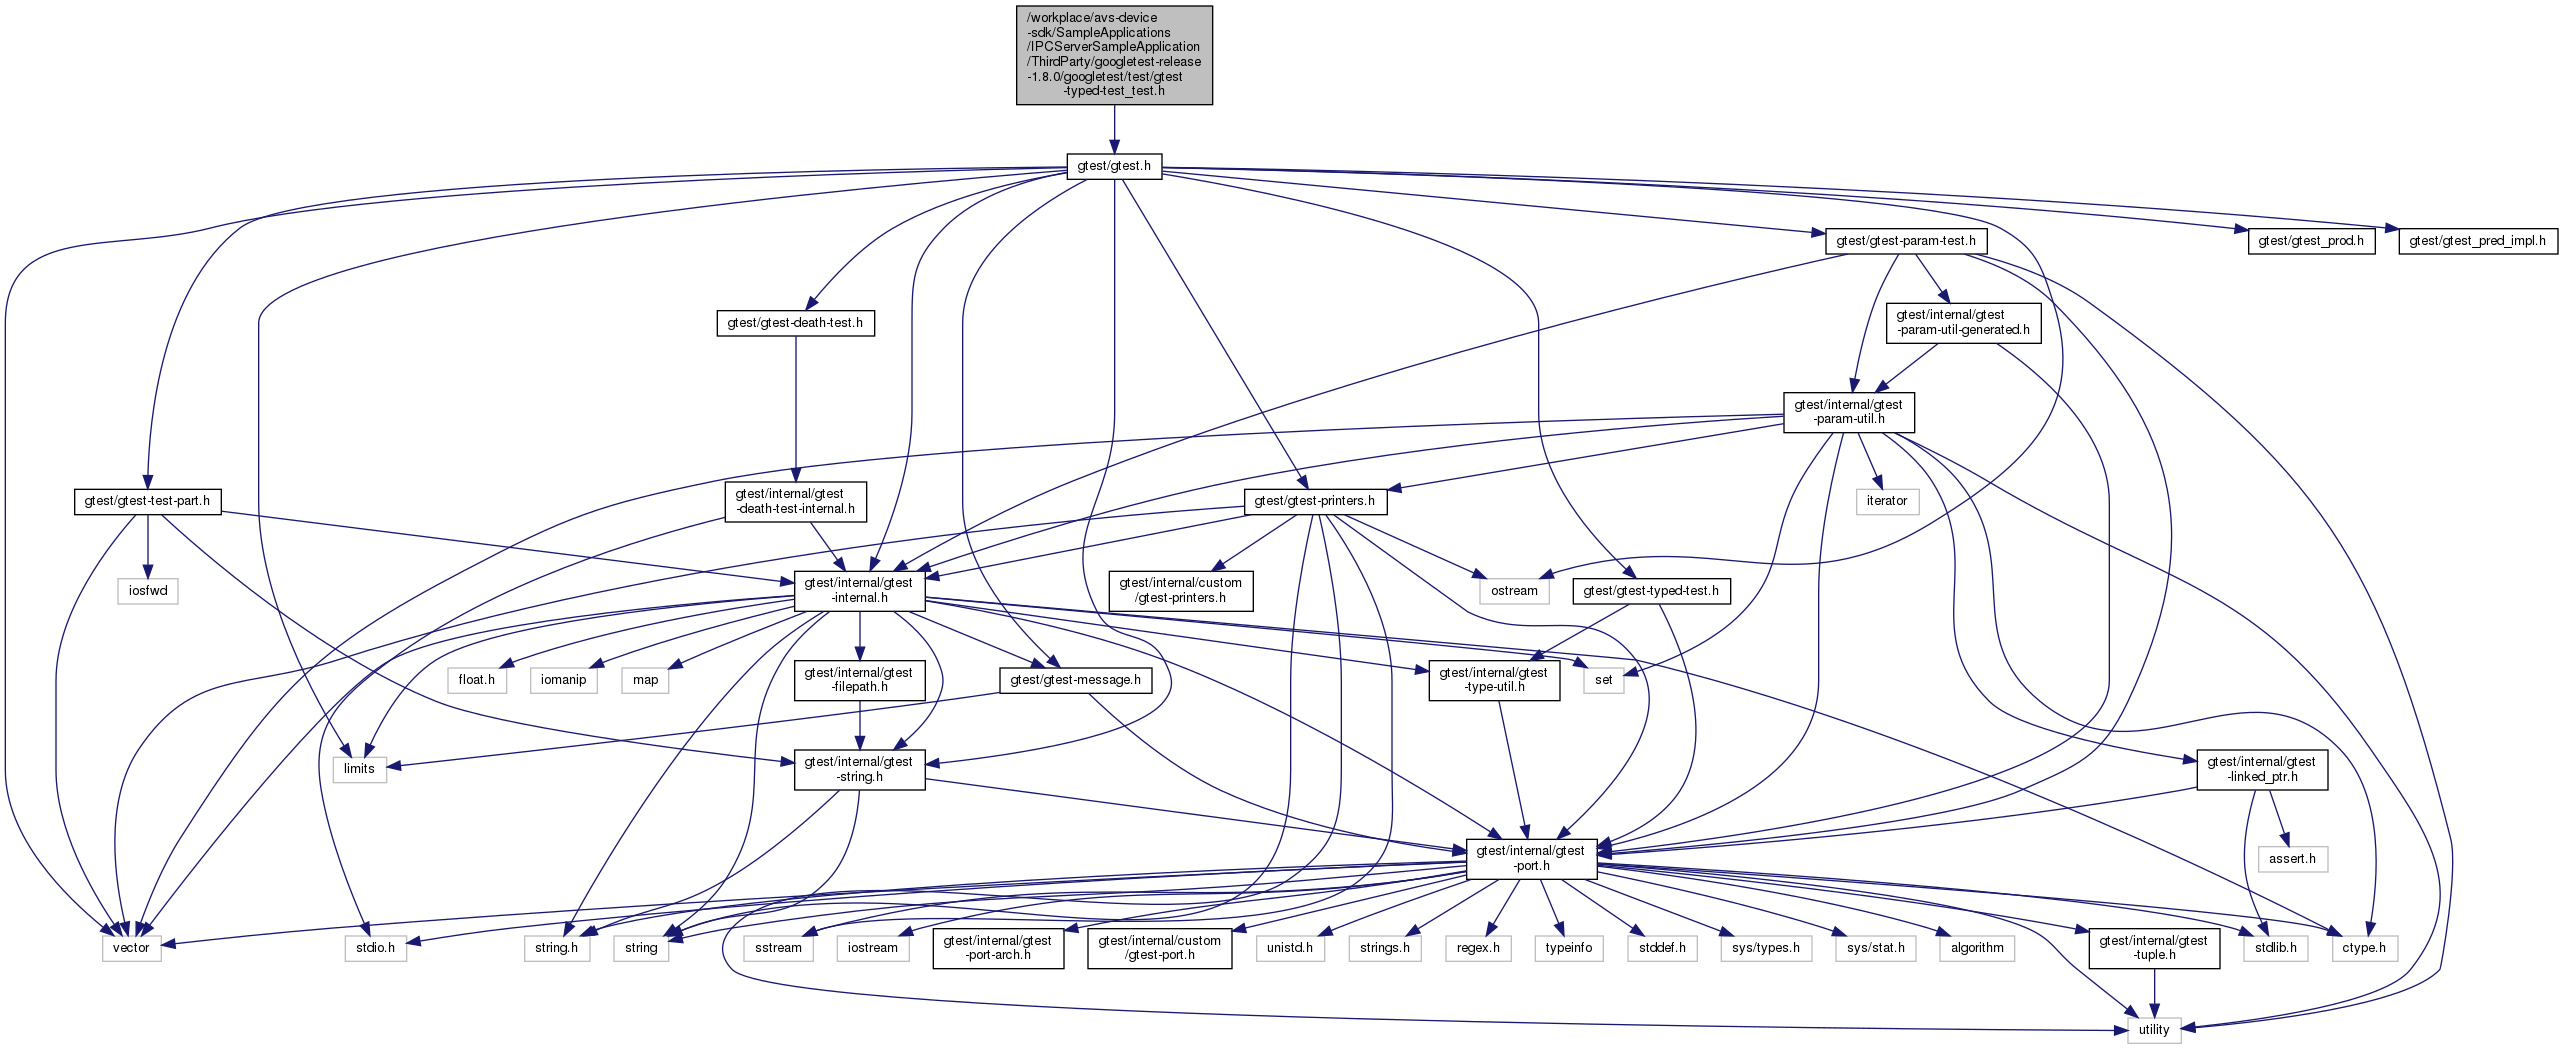 /workplace/avs-device
-sdk/SampleApplications
/IPCServerSampleApplication
/ThirdParty/googletest-release
-1.8.0/googletest/test/gtest
-typed-test_test.h
gtest/gtest.h
gtest/gtest-param-test.h
gtest/gtest_prod.h
gtest/gtest_pred_impl.h
gtest/gtest-death-test.h
gtest/internal/gtest
-param-util-generated.h
gtest/internal/gtest
-param-util.h
gtest/gtest-test-part.h
gtest/internal/gtest
-death-test-internal.h
gtest/gtest-printers.h
iterator
iosfwd
gtest/internal/gtest
-internal.h
gtest/internal/custom
/gtest-printers.h
ostream
gtest/gtest-typed-test.h
float.h
iomanip
map
gtest/internal/gtest
-filepath.h
gtest/gtest-message.h
gtest/internal/gtest
-type-util.h
set
limits
gtest/internal/gtest
-string.h
gtest/internal/gtest
-linked_ptr.h
gtest/internal/gtest
-port.h
assert.h
vector
stdio.h
string.h
string
sstream
iostream
gtest/internal/gtest
-port-arch.h
gtest/internal/custom
/gtest-port.h
unistd.h
strings.h
regex.h
typeinfo
stddef.h
sys/types.h
sys/stat.h
algorithm
gtest/internal/gtest
-tuple.h
stdlib.h
ctype.h
utility